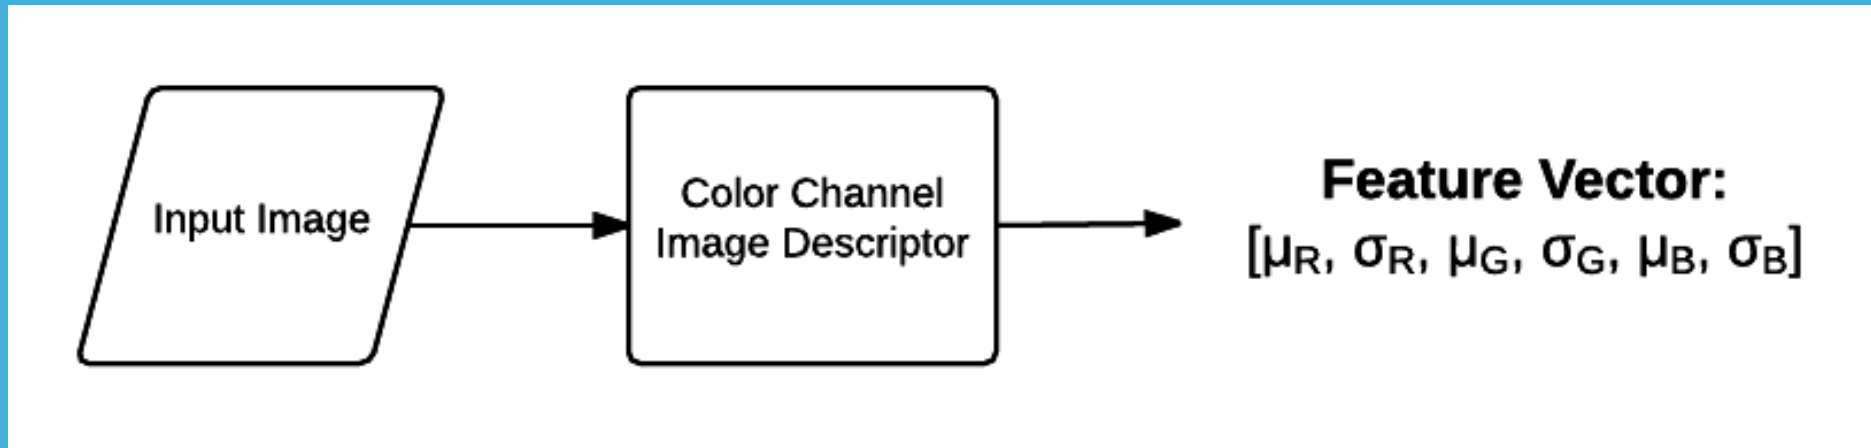 Input Image
Color Channel
Image Descriptor
Feature Vector:
[μR, σR, μG, σG, μB, σB]